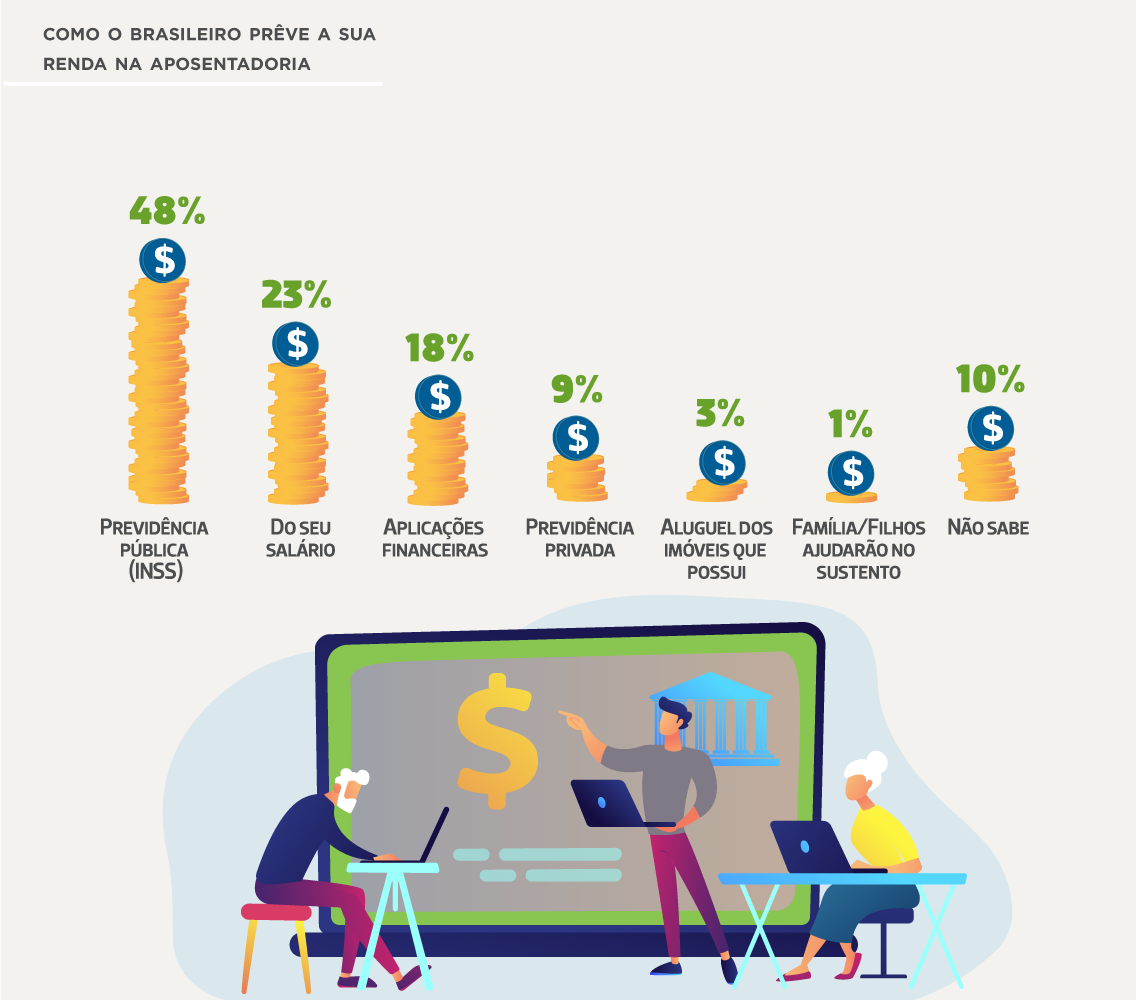 COMO O BRASILEIRO PRÊVE A SUA
RENDA NA APOSENTADORIA
48%
$
PREVIDÊNCIA
PÚBLICA
(INSS)
23%
$
DO SEU
SALÁRIO
18%
$
APLICAÇÕES
FINANCEIRAS
9%
$
PREVIDÊNCIA
PRIVADA
3%
$
ALUGUEL DOS
IMÓVEIS QUE
POSSUI
1%
$
FAMÍLIA/FILHOS
AJUDARÃO NO
SUSTENTO
10%
$
NÃO SABE
$